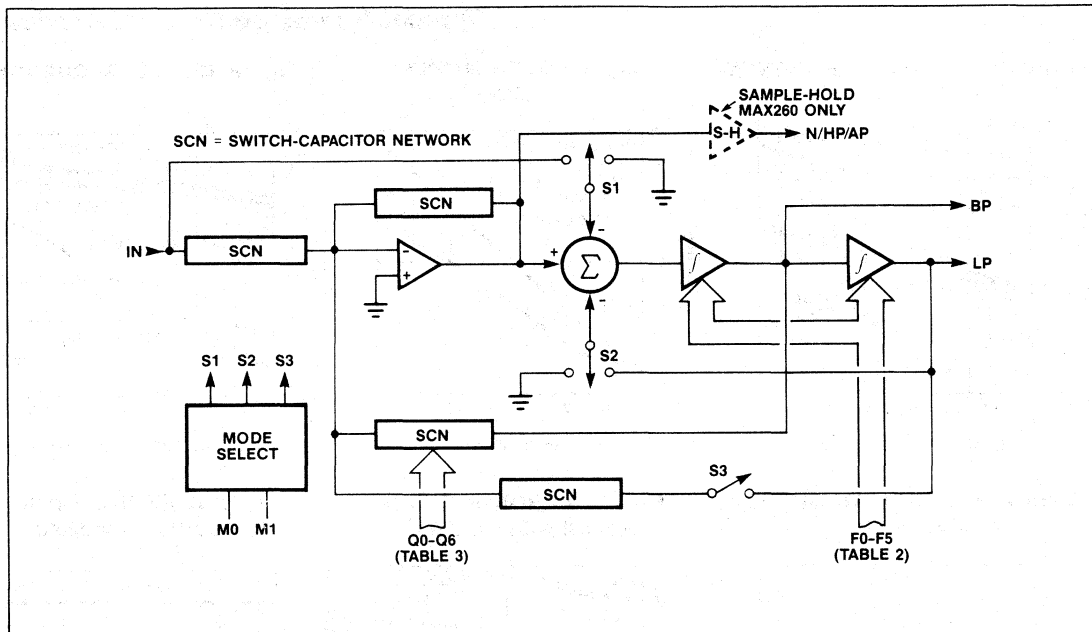 SAMPLE-HOLD
MAX260 ONLY
SCN = SWITCH-CAPACITOR NETWORK
S-H
N/HP/AP
S1
SCN
BP
IN
SCN
-
+
+
-
Σ
-
∫
∫
LP
S2
S1 S2 S3
MODE
SELECT
M0 M1
SCN
SCN
S3
Q0-Q6
(TABLE 3)
F0-F5
(TABLE 2)